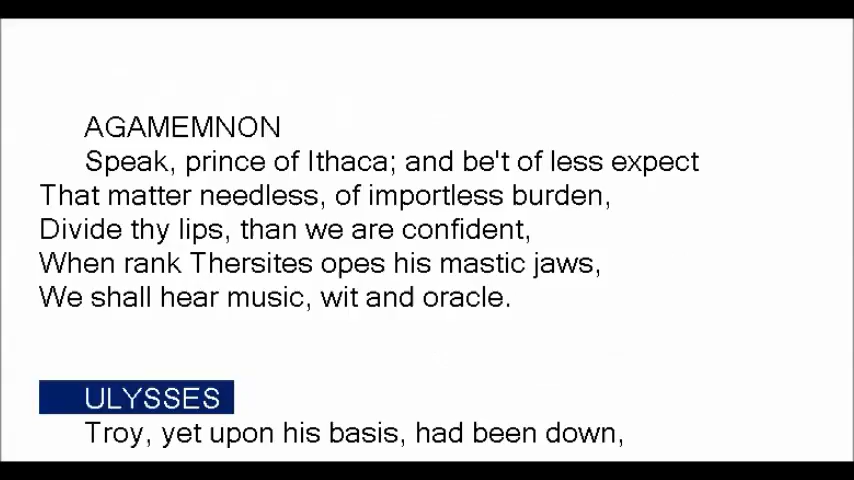 AGAMEMNON
Speak, prince of Ithaca; and be't of less expect
That matter needless, of importless burden,
Divide thy lips, than we are confident,
When rank Thersites opes his mastic jaws,
We shall hear music, wit and oracle.
ULYSSES
Troy, yet upon his basis, had been down,